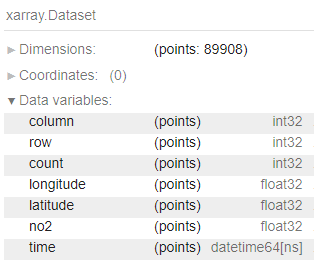 xarray.Dataset
► Dimensions: (points: 89908)
► Coordinates: (0)
▼ Data variables:
column (points) int32
row (points) int32
count (points) int32
longitude (points) float32
latitude (points) float32
no2 (points) float32
time (points) datetime64[ns]